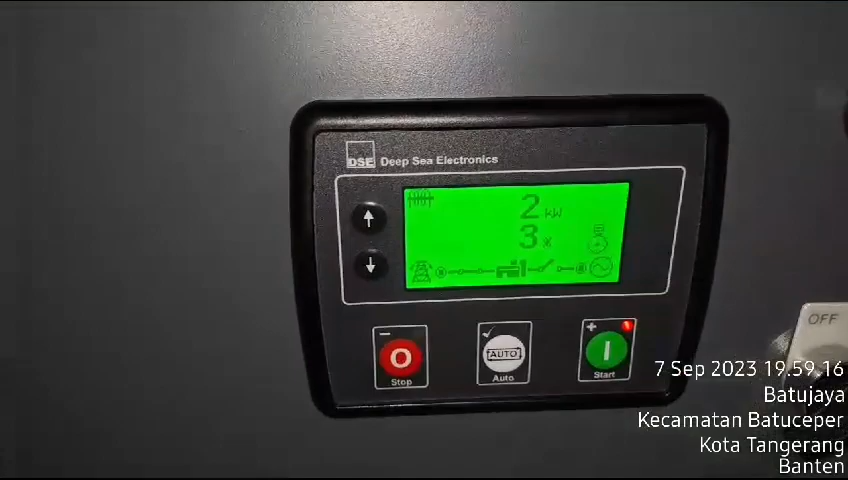 DSE Deep Sea Electronics
2 kW
3 %
O
AUTO
I
Stop
Auto
Start
OFF
7 Sep 2023 19.59.16
Batujaya
Kecamatan Batuceper
Kota Tangerang
Banten